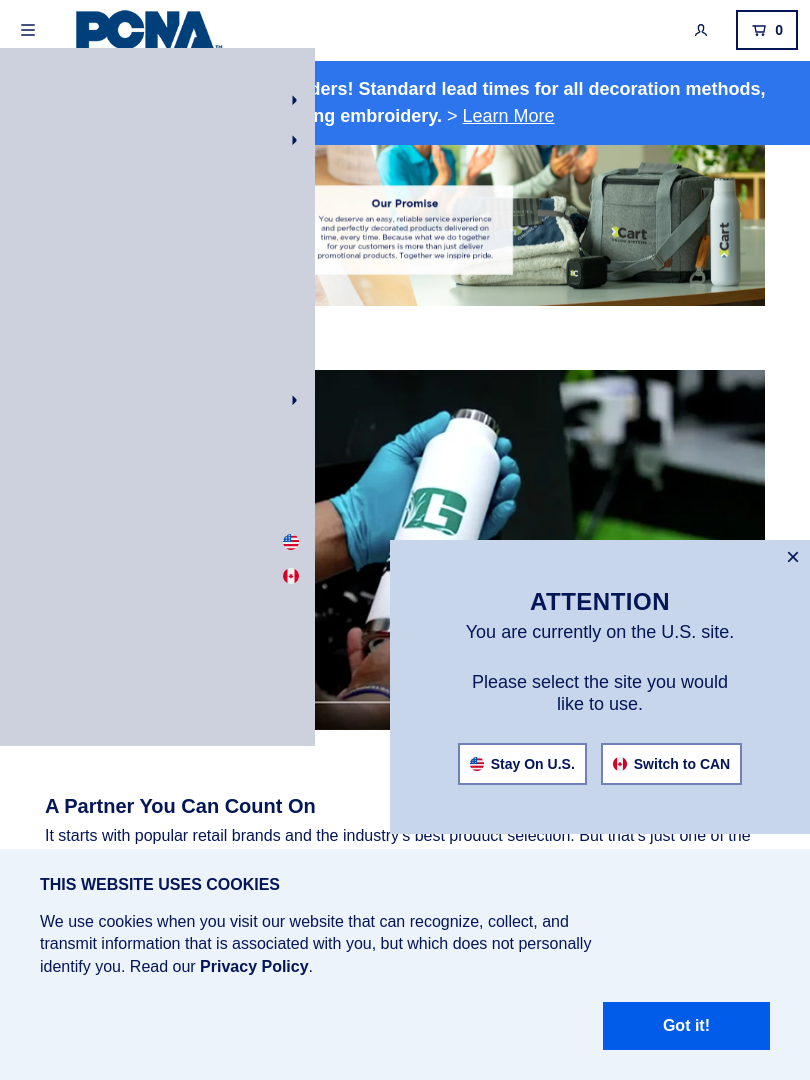 PCNA™
0
ders! Standard lead times for all decoration methods,
ng embroidery. > Learn More
Our Promise
You deserve an easy, reliable service experience
and perfectly decorated products delivered on
time, every time. Because what we do together
for your customers is more than just deliver
promotional products. Together we inspire pride.
Cart
Cart
ATTENTION
You are currently on the U.S. site.
Please select the site you would
like to use.
Stay On U.S.
Switch to CAN
A Partner You Can Count On
It starts with popular retail brands and the industry's best product selection. But that's just one of the
THIS WEBSITE USES COOKIES
We use cookies when you visit our website that can recognize, collect, and
transmit information that is associated with you, but which does not personally
identify you. Read our Privacy Policy.
Got it!